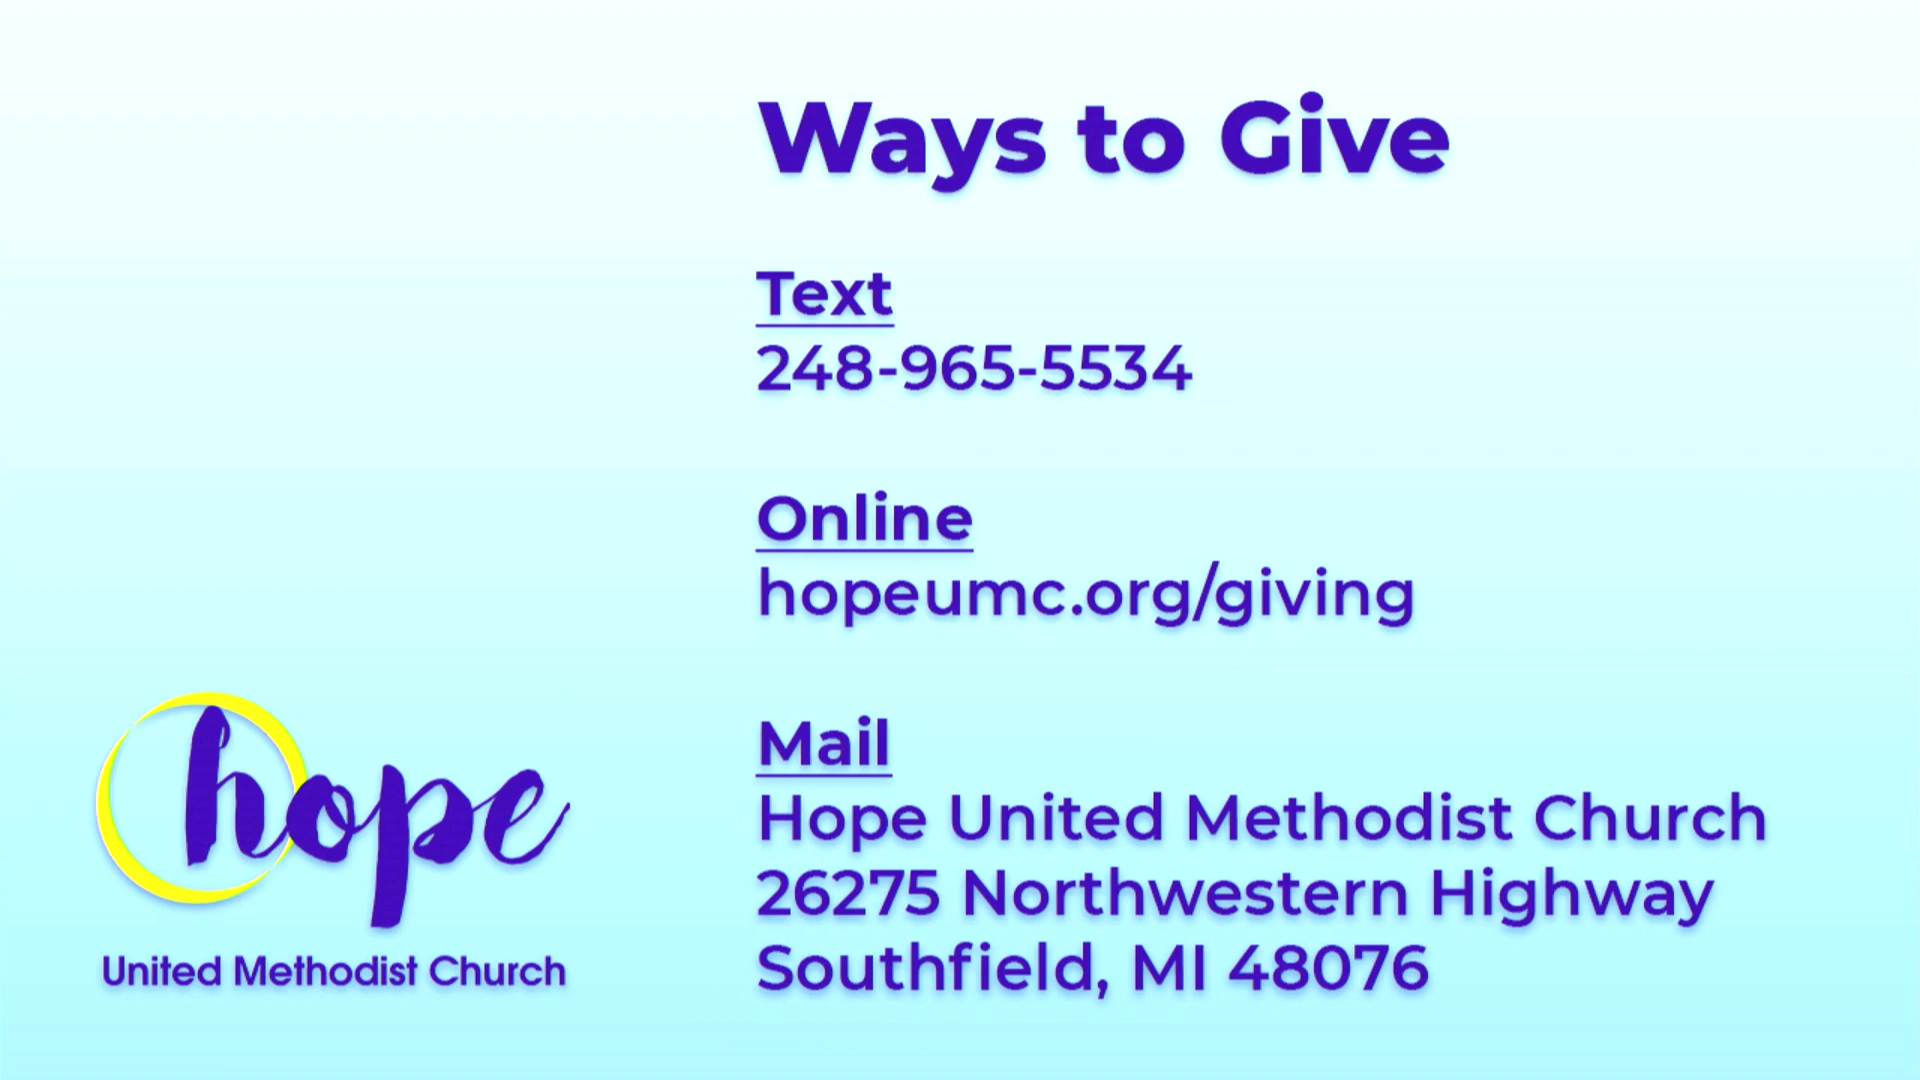 Ways to Give
Text
248-965-5534
Online
hopeumc.org/giving
Mail
Hope United Methodist Church
26275 Northwestern Highway
Southfield, MI 48076
hope
United Methodist Church